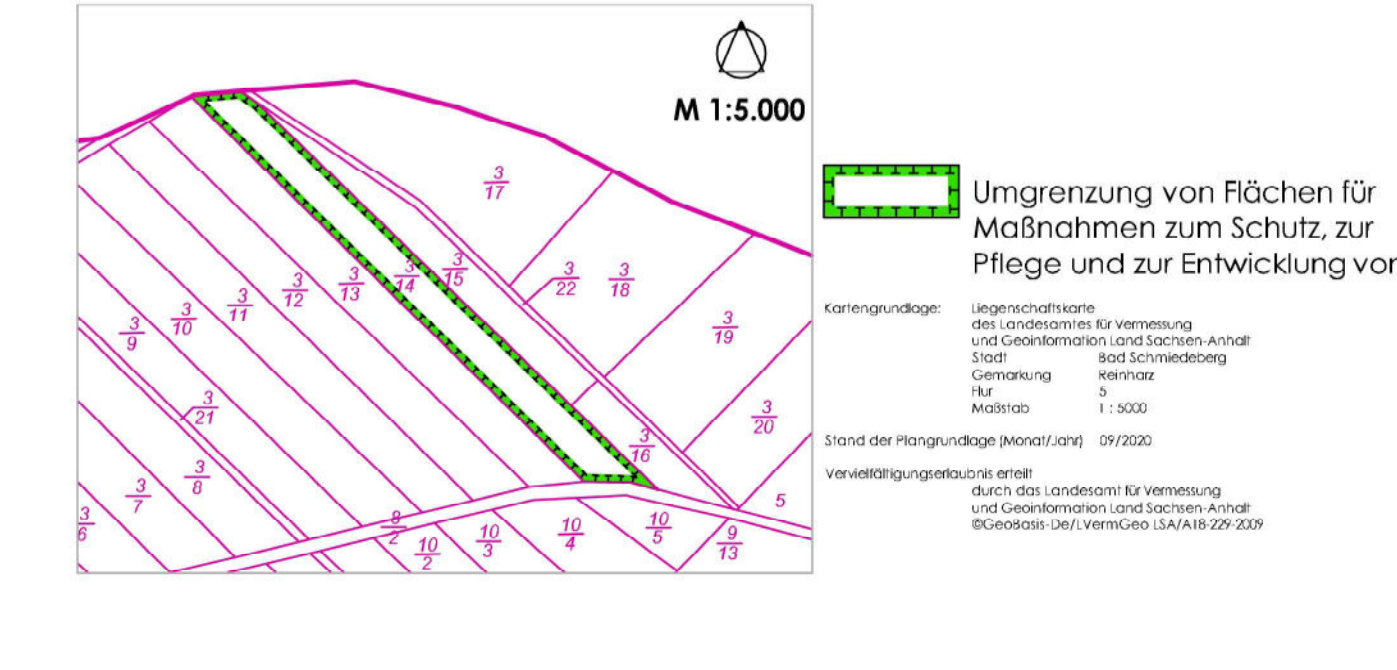 M 1:5.000
3
17
3
22
3
18
3
15
3
14
3
13
3
12
3
11
3
10
3
9
3
19
3
20
3
21
3
16
3
8
3
7
3
6
5
8
2
10
2
10
3
10
4
10
5
9
13
Umgrenzung von Flächen für
Maßnahmen zum Schutz, zur
Pflege und zur Entwicklung von
Kartengrundlage: Liegenschaftskarte
des Landesamtes für Vermessung
und Geoinformation Land Sachsen-Anhalt
Stadt Bad Schmiedeberg
Gemarkung Reinharz
Flur 5
Maßstab 1 : 5000
Stand der Plangrundlage (Monat/Jahr) 09/2020
Vervielfältigungserlaubnis erteilt
durch das Landesamt für Vermessung
und Geoinformation Land Sachsen-Anhalt
©GeoBasis-De/LVermGeo LSA/A18-229-2009